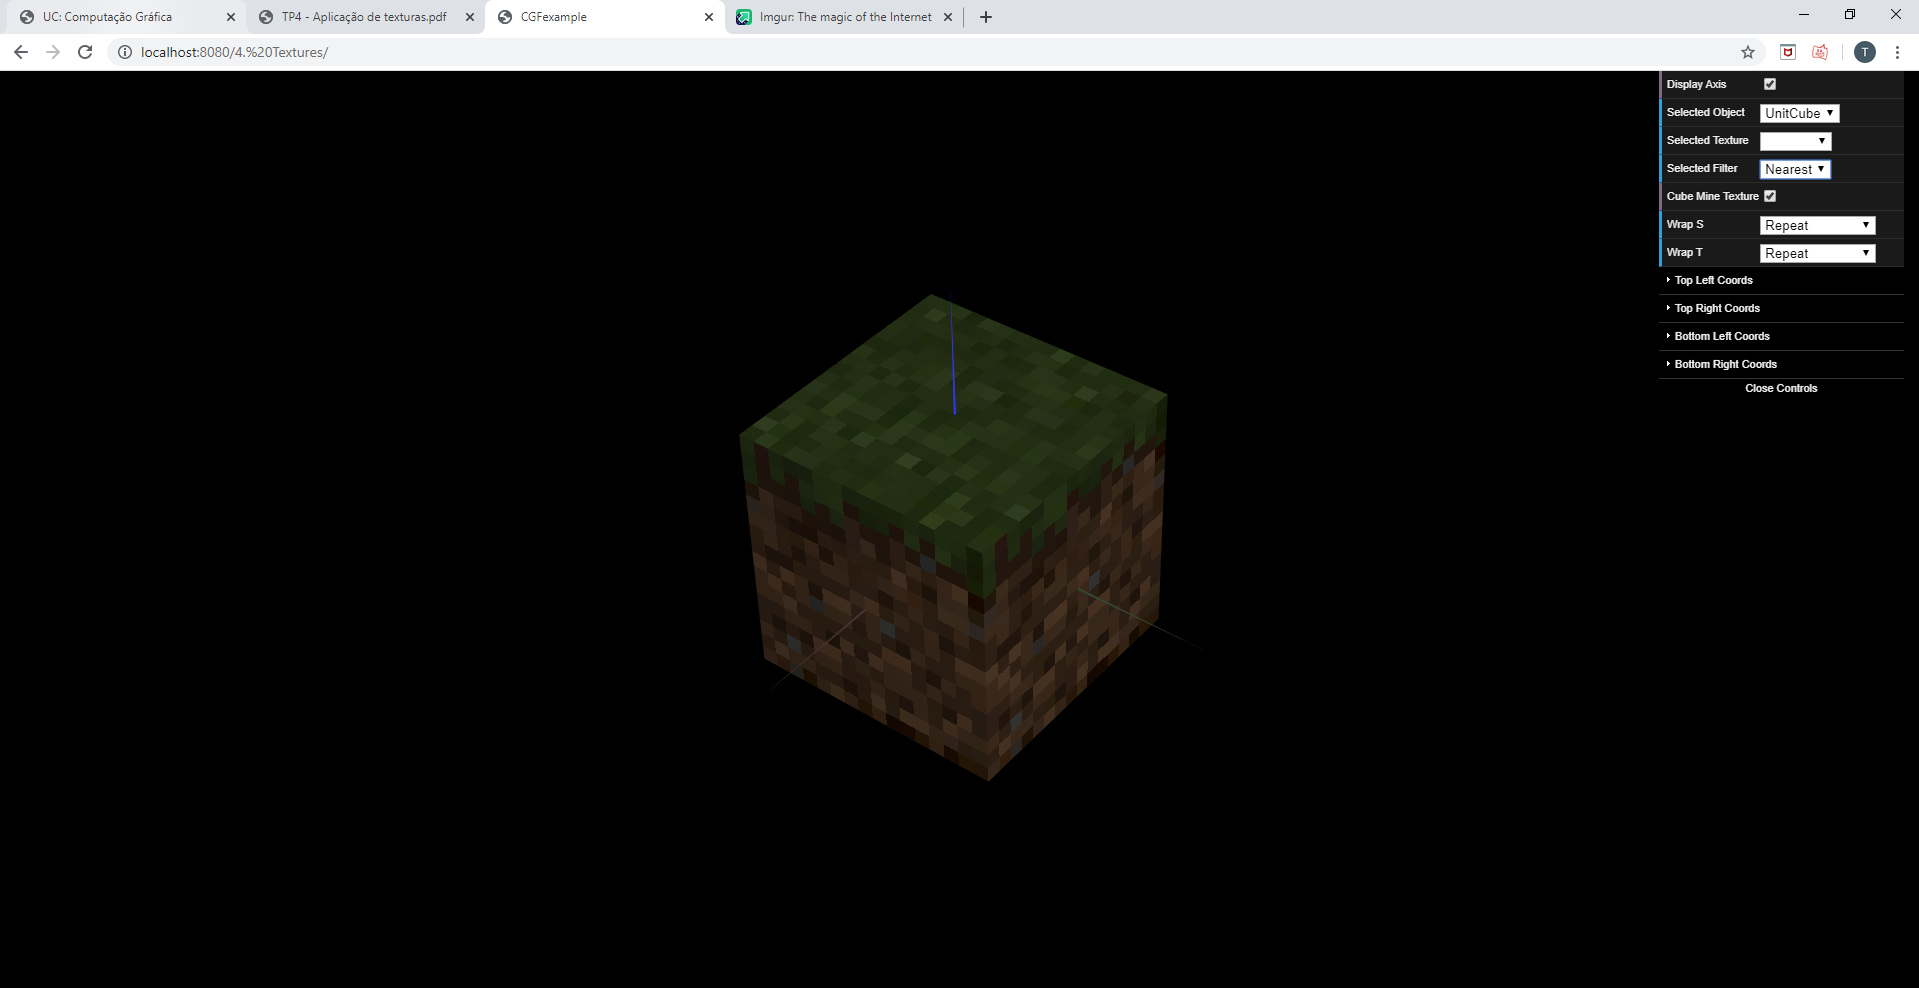 UC: Computação Gráfica
TP4 - Aplicação de texturas.pdf
CGFexample
Imgur: The magic of the Internet
localhost:8080/4.%20Textures/
T
Display Axis
Selected Object UnitCube
Selected Texture
Selected Filter Nearest
Cube Mine Texture
Wrap S Repeat
Wrap T Repeat
Top Left Coords
Top Right Coords
Bottom Left Coords
Bottom Right Coords
Close Controls